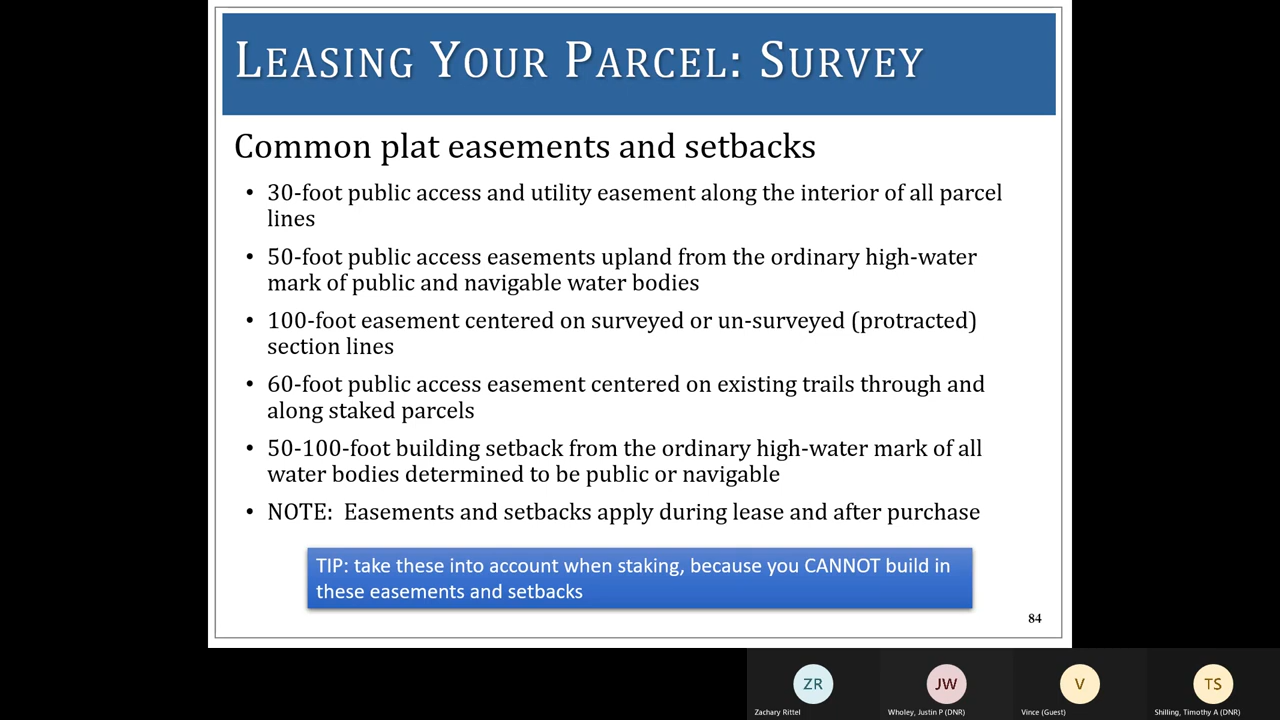 LEASING YOUR PARCEL: SURVEY
Common plat easements and setbacks
• 30-foot public access and utility easement along the interior of all parcel
lines
• 50-foot public access easements upland from the ordinary high-water
mark of public and navigable water bodies
• 100-foot easement centered on surveyed or un-surveyed (protracted)
section lines
• 60-foot public access easement centered on existing trails through and
along staked parcels
• 50-100-foot building setback from the ordinary high-water mark of all
water bodies determined to be public or navigable
• NOTE:  Easements and setbacks apply during lease and after purchase
TIP: take these into account when staking, because you CANNOT build in
these easements and setbacks
84
ZR
JW
V
TS
Zachary Rittel
Wholey, Justin P (DNR)
Vince (Guest)
Shilling, Timothy A (DNR)